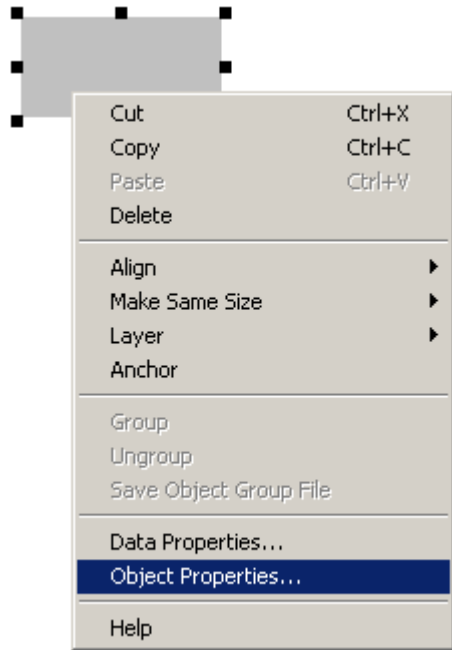 Cut Ctrl+X
Copy Ctrl+C
Paste Ctrl+V
Delete
Align
Make Same Size
Layer
Anchor
Group
Ungroup
Save Object Group File
Data Properties...
Object Properties...
Help